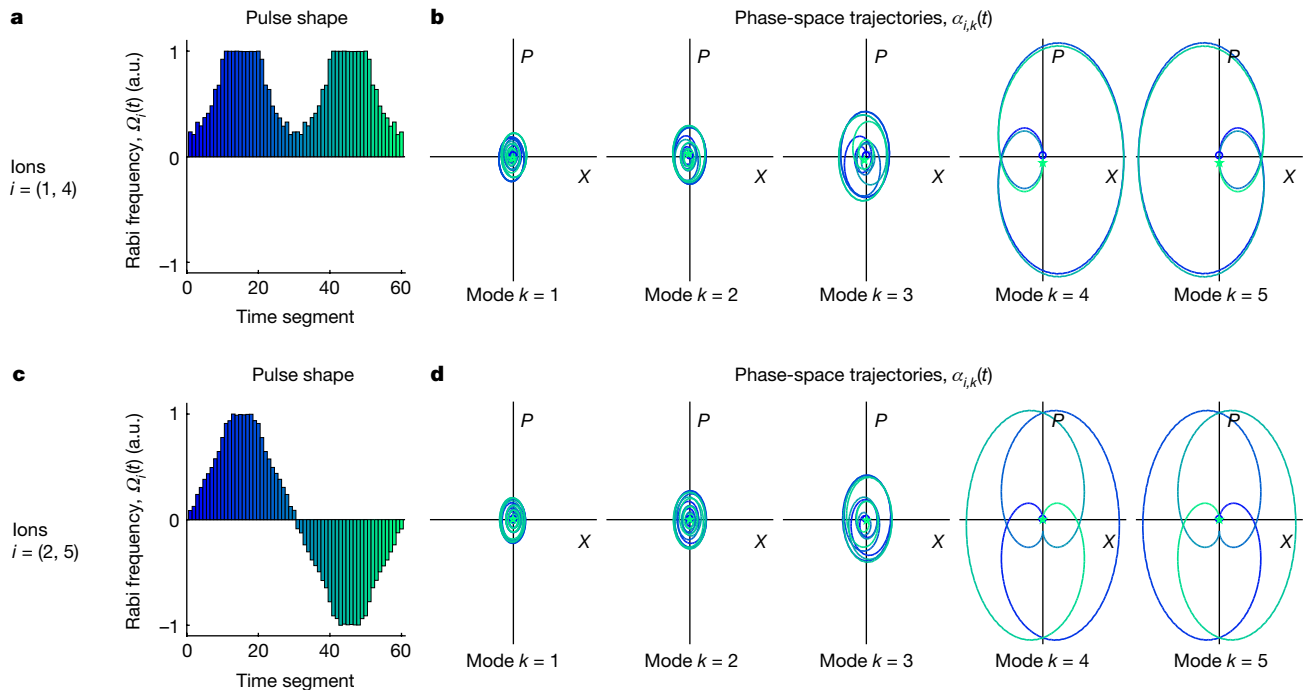 a
Pulse shape
Rabi frequency, Ωi(t) (a.u.)
1
0
−1
0
20
40
60
Time segment
Ions
i = (1, 4)
b
Phase-space trajectories, αi,k(t)
P
X
Mode k = 1
P
X
Mode k = 2
P
X
Mode k = 3
P
X
Mode k = 4
P
X
Mode k = 5
c
Pulse shape
Rabi frequency, Ωi(t) (a.u.)
1
0
−1
0
20
40
60
Time segment
Ions
i = (2, 5)
d
Phase-space trajectories, αi,k(t)
P
X
Mode k = 1
P
X
Mode k = 2
P
X
Mode k = 3
P
X
Mode k = 4
P
X
Mode k = 5